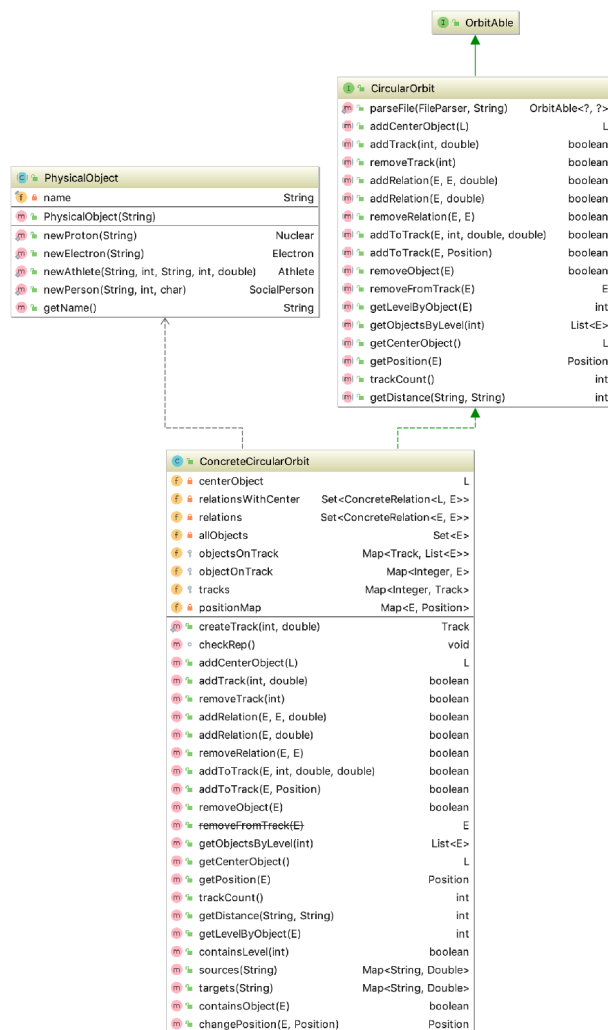 OrbitAble
CircularOrbit
parseFile(FileParser, String) OrbitAble<?, ?>
addCenterObject(L) L
addTrack(int, double) boolean
removeTrack(int) boolean
addRelation(E, E, double) boolean
addRelation(E, double) boolean
removeRelation(E, E) boolean
addToTrack(E, int, double, double) boolean
addToTrack(E, Position) boolean
removeObject(E) boolean
removeFromTrack(E) E
getLevelByObject(E) int
getObjectsByLevel(int) List<E>
getCenterObject() L
getPosition(E) Position
trackCount() int
getDistance(String, String) int
PhysicalObject
name String
PhysicalObject(String)
newProton(String) Nuclear
newElectron(String) Electron
newAthlete(String, int, String, int, double) Athlete
newPerson(String, int, char) SocialPerson
getName() String
ConcreteCircularOrbit
centerObject L
relationsWithCenter Set<ConcreteRelation<L, E>>
relations Set<ConcreteRelation<E, E>>
allObjects Set<E>
objectsOnTrack Map<Track, List<E>>
objectOnTrack Map<Integer, E>
tracks Map<Integer, Track>
positionMap Map<E, Position>
createTrack(int, double) Track
checkRep() void
addCenterObject(L) L
addTrack(int, double) boolean
removeTrack(int) boolean
addRelation(E, E, double) boolean
addRelation(E, double) boolean
removeRelation(E, E) boolean
addToTrack(E, int, double, double) boolean
addToTrack(E, Position) boolean
removeObject(E) boolean
removeFromTrack(E) E
getObjectsByLevel(int) List<E>
getCenterObject() L
getPosition(E) Position
trackCount() int
getDistance(String, String) int
getLevelByObject(E) int
containsLevel(int) boolean
sources(String) Map<String, Double>
targets(String) Map<String, Double>
containsObject(E) boolean
changePosition(E, Position) Position